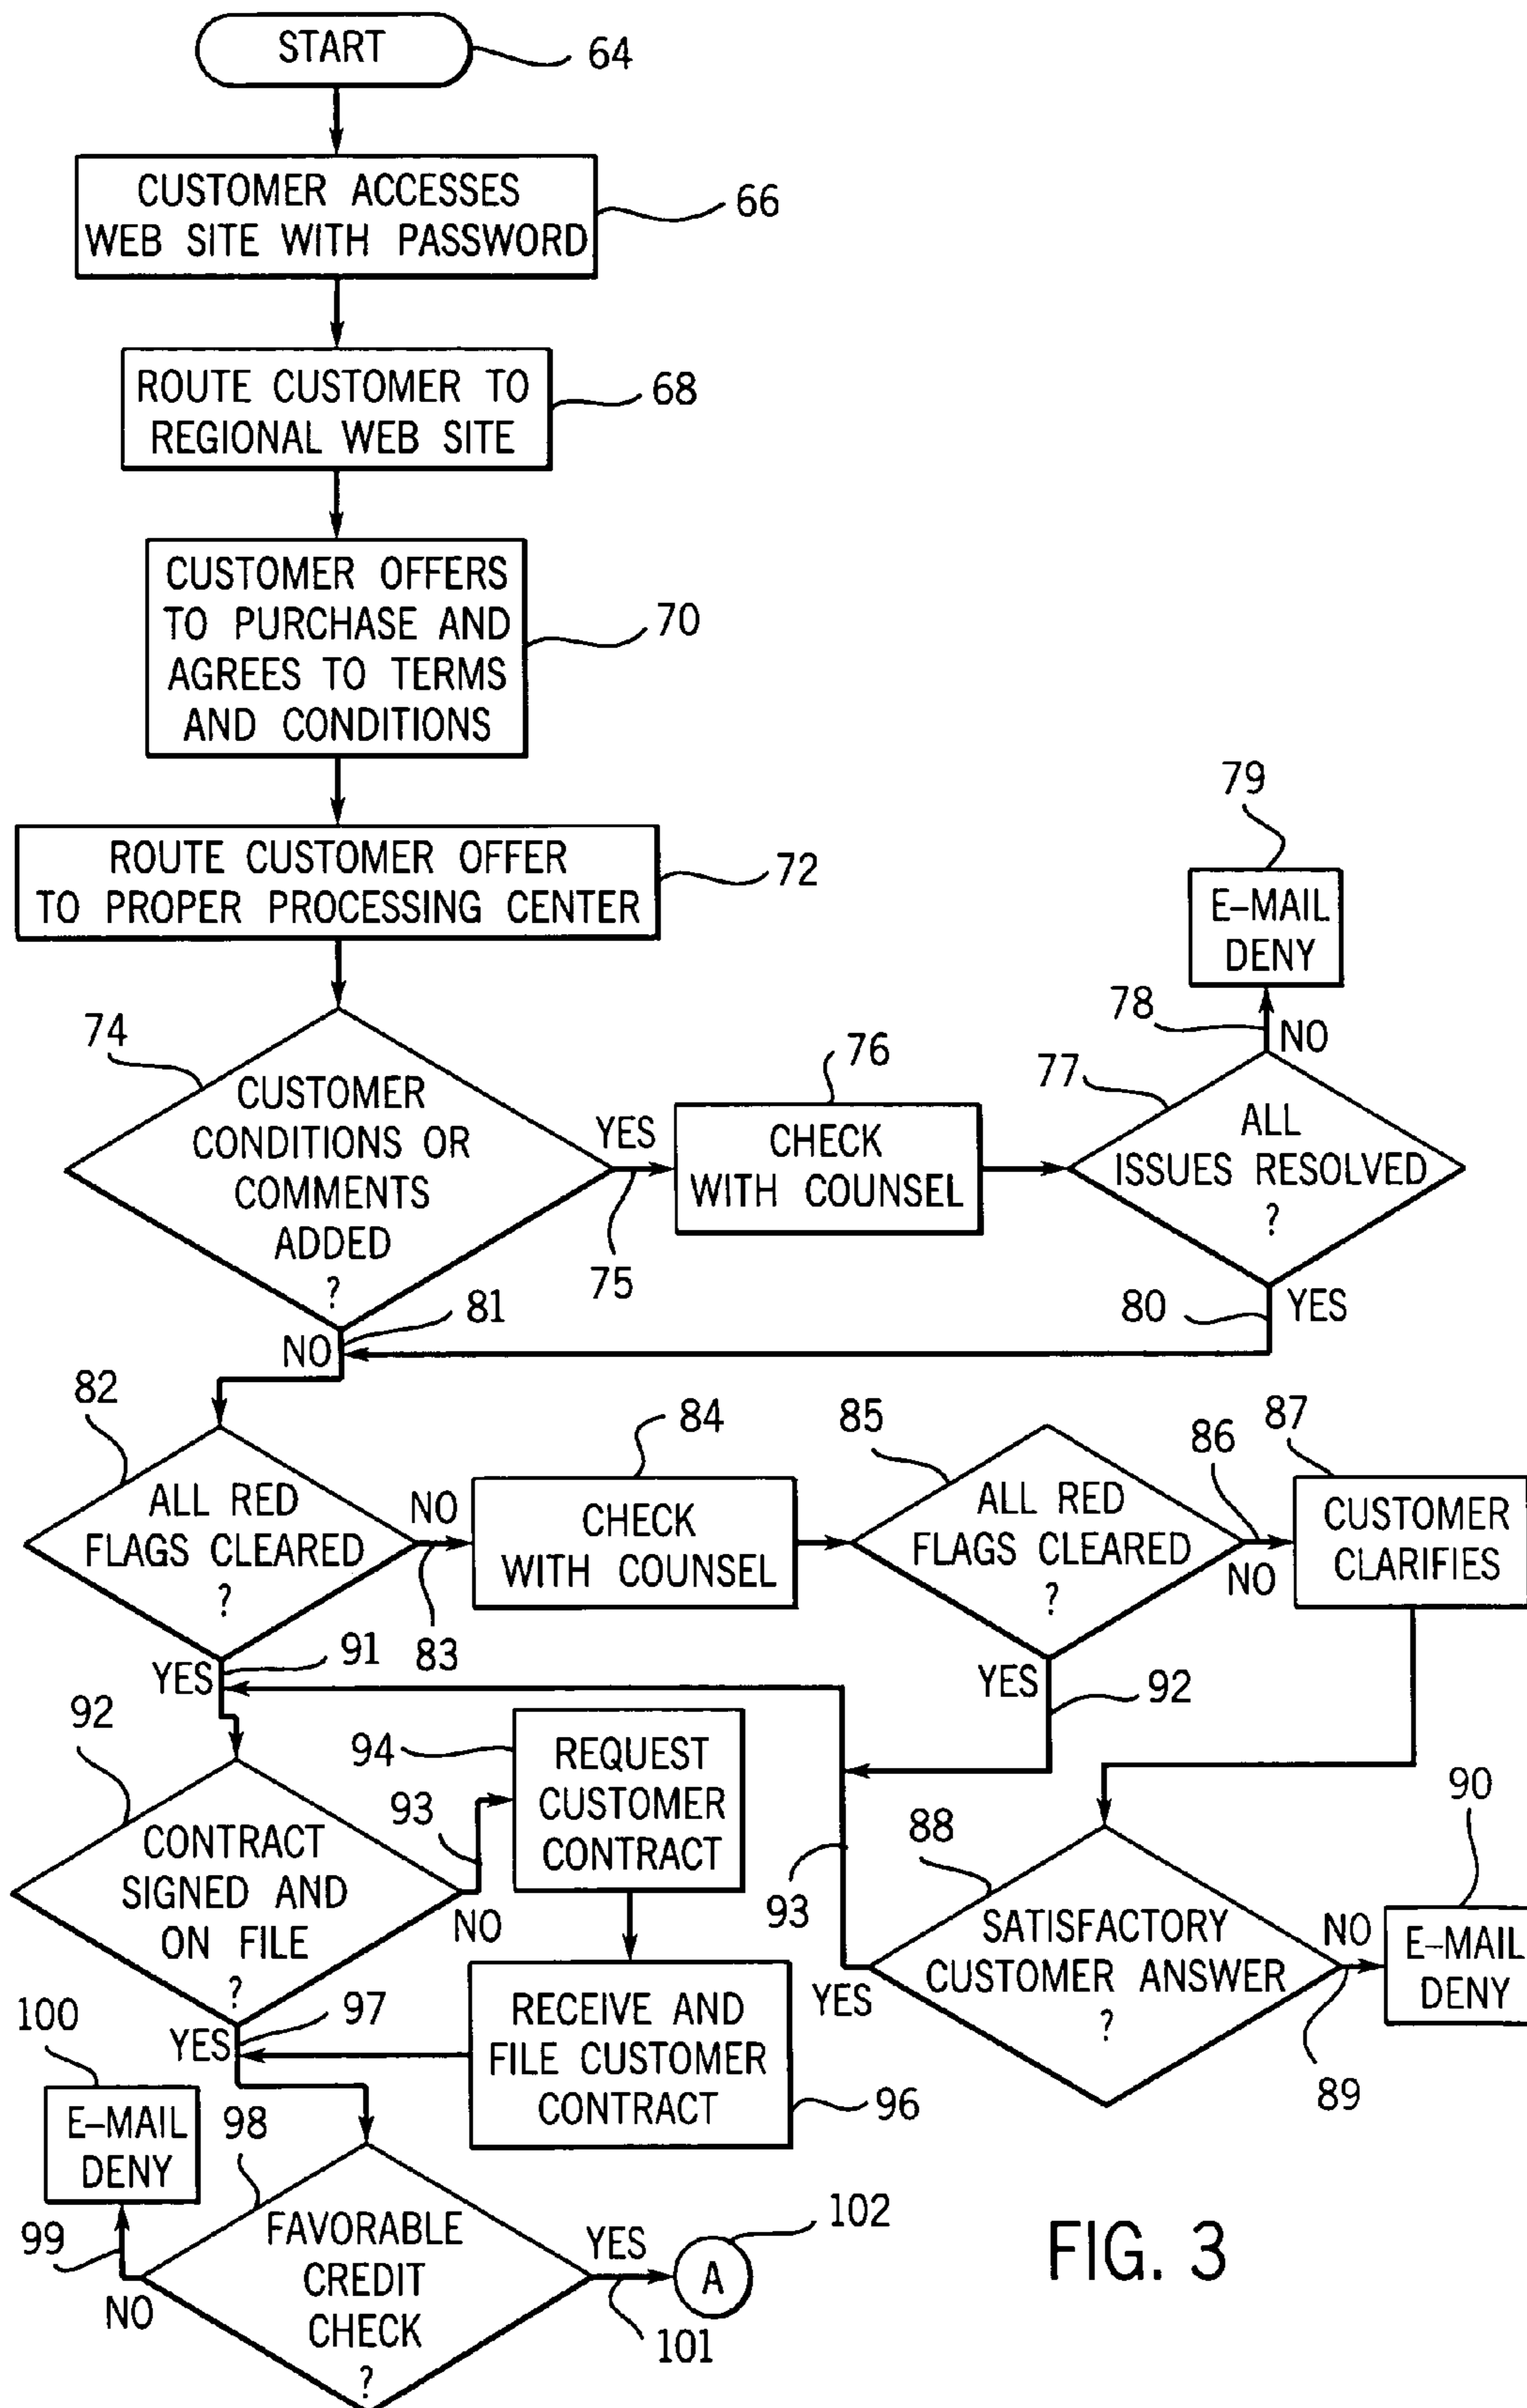 START
64
CUSTOMER ACCESSES
WEB SITE WITH PASSWORD
66
ROUTE CUSTOMER TO
REGIONAL WEB SITE
68
CUSTOMER OFFERS
TO PURCHASE AND
AGREES TO TERMS
AND CONDITIONS
70
ROUTE CUSTOMER OFFER
TO PROPER PROCESSING CENTER
72
79
E-MAIL
DENY
78
NO
74
CUSTOMER
CONDITIONS OR
COMMENTS
ADDED
?
YES
75
76
CHECK
WITH COUNSEL
77
ALL
ISSUES RESOLVED
?
80
YES
81
NO
82
ALL RED
FLAGS CLEARED
?
NO
83
84
CHECK
WITH COUNSEL
85
ALL RED
FLAGS CLEARED
?
86
NO
87
CUSTOMER
CLARIFIES
YES
91
YES
92
92
CONTRACT
SIGNED AND
ON FILE
?
93
NO
94
REQUEST
CUSTOMER
CONTRACT
93
YES
88
SATISFACTORY
CUSTOMER ANSWER
?
NO
89
90
E-MAIL
DENY
YES
97
RECEIVE AND
FILE CUSTOMER
CONTRACT
96
100
E-MAIL
DENY
99
NO
98
FAVORABLE
CREDIT
CHECK
?
YES
101
A
102
FIG. 3